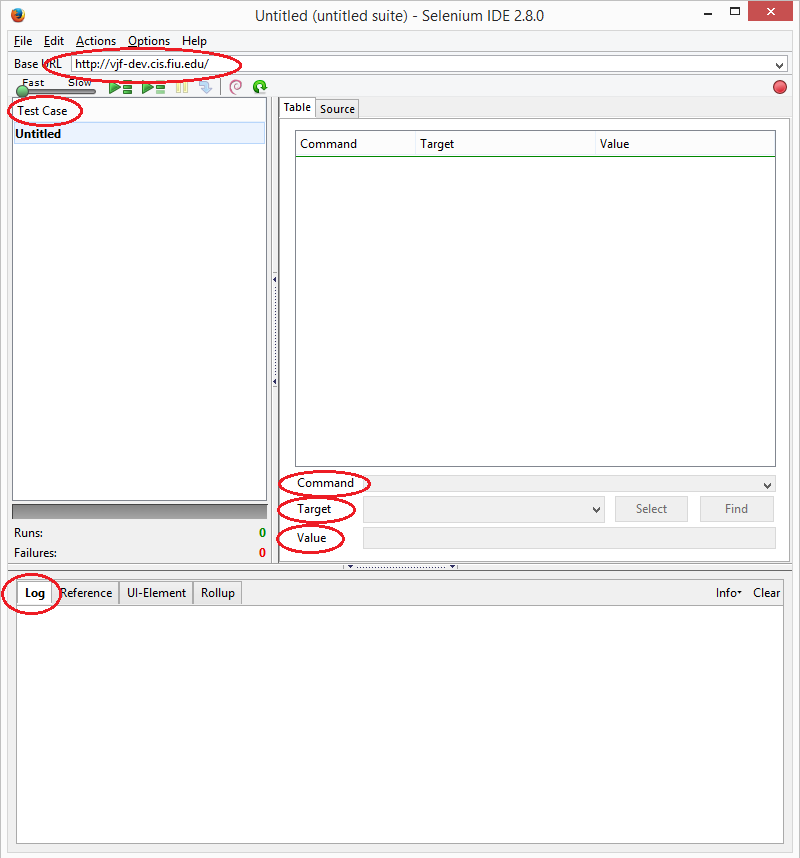 Untitled (untitled suite) - Selenium IDE 2.8.0
File Edit Actions Options Help
Base URL http://vjf-dev.cis.fiu.edu/
Fast Slow
Test Case
Untitled
Table Source
Command Target Value
Command
Target Select Find
Value
Runs: 0
Failures: 0
Log Reference UI-Element Rollup Info Clear